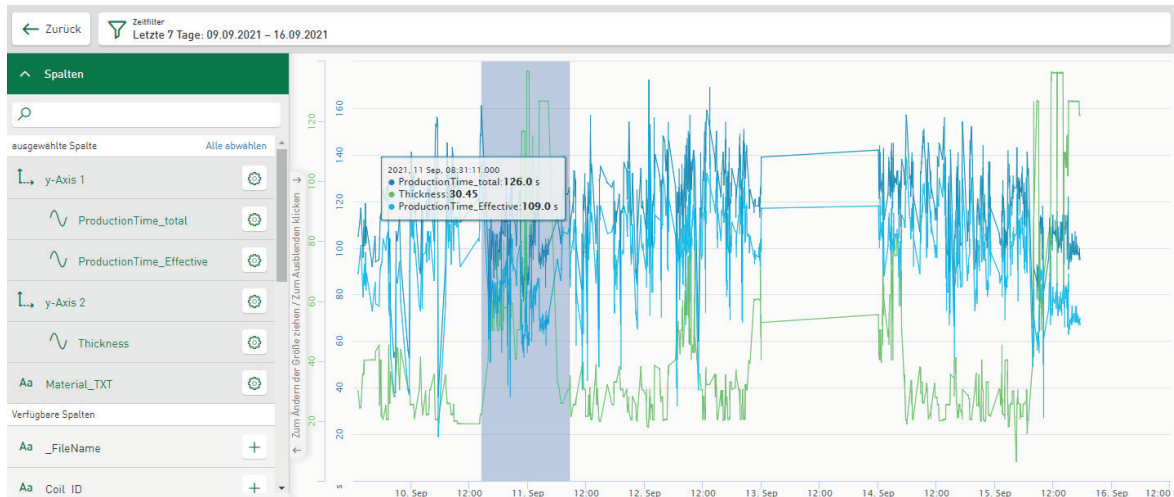 Zurück
Zeitfilter
Letzte 7 Tage: 09.09.2021 – 16.09.2021
Spalten
ausgewählte Spalte
Alle abwählen
y-Axis 1
ProductionTime_total
ProductionTime_Effective
y-Axis 2
Thickness
Aa Material_TXT
Verfügbare Spalten
Aa _FileName
Aa Coil_ID
← Zum Ändern der Größe ziehen / Zum Ausblenden klicken →
120
100
80
60
40
20
160
140
120
100
80
60
40
20
s
2021, 11 Sep, 08:31:11.000
ProductionTime_total:126.0 s
Thickness:30.45
ProductionTime_Effective:109.0 s
10. Sep
12:00
11. Sep
12:00
12. Sep
12:00
13. Sep
12:00
14. Sep
12:00
15. Sep
12:00
16. Sep
12:00